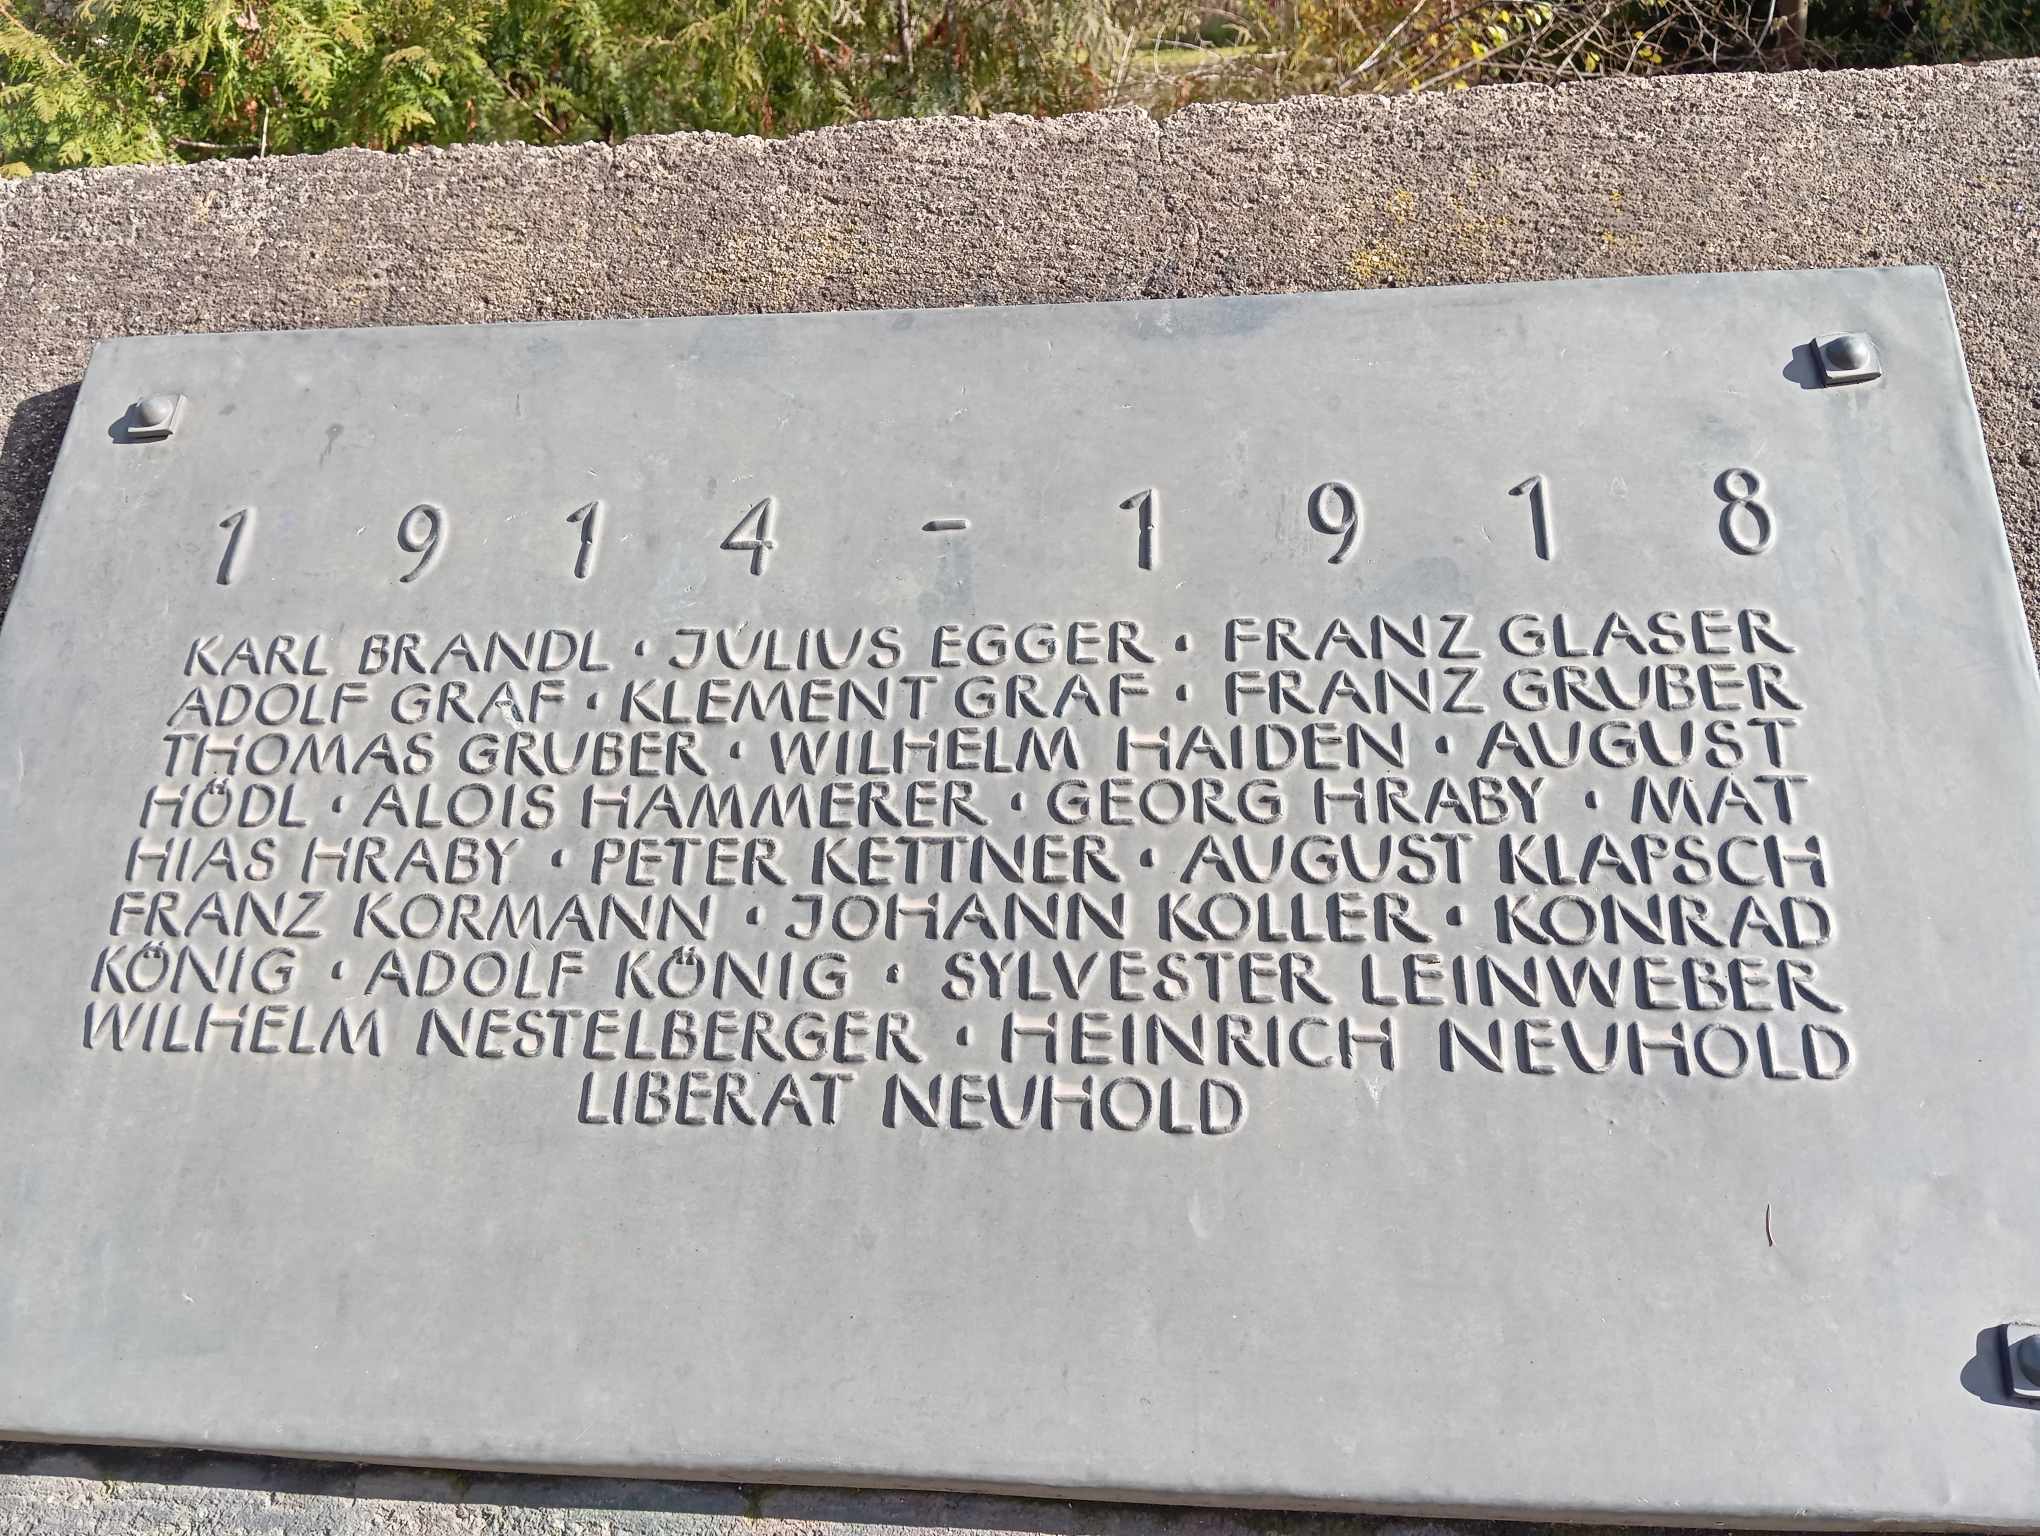 1914-1918
KARL BRANDL · JULIUS EGGER · FRANZ GLASER
ADOLF GRAF · KLEMENT GRAF · FRANZ GRUBER
THOMAS GRUBER · WILHELM HAIDEN · AUGUST
HÖDL · ALOIS HAMMERER · GEORG HRABY · MAT
HIAS HRABY · PETER KETTNER · AUGUST KLAPSCH
FRANZ KORMANN · JOHANN KOLLER · KONRAD
KÖNIG · ADOLF KÖNIG · SYLVESTER LEINWEBER
WILHELM NESTELBERGER · HEINRICH NEUHOLD
LIBERAT NEUHOLD